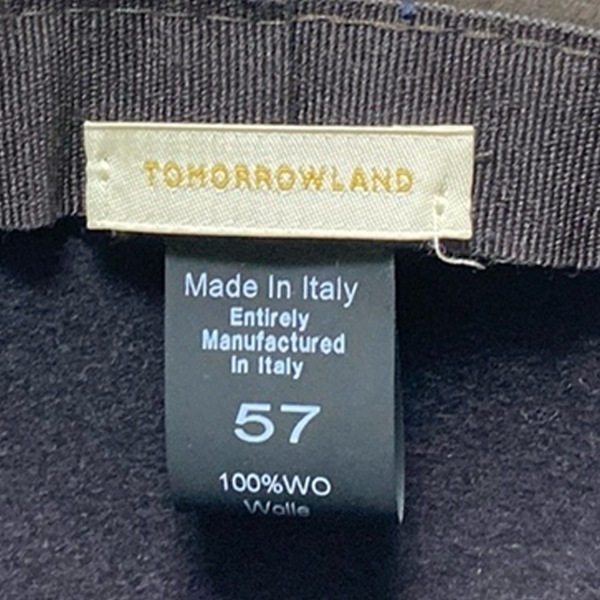 TOMORROWLAND
Made In Italy
Entirely
Manufactured
In Italy
57
100%WO
Wolle